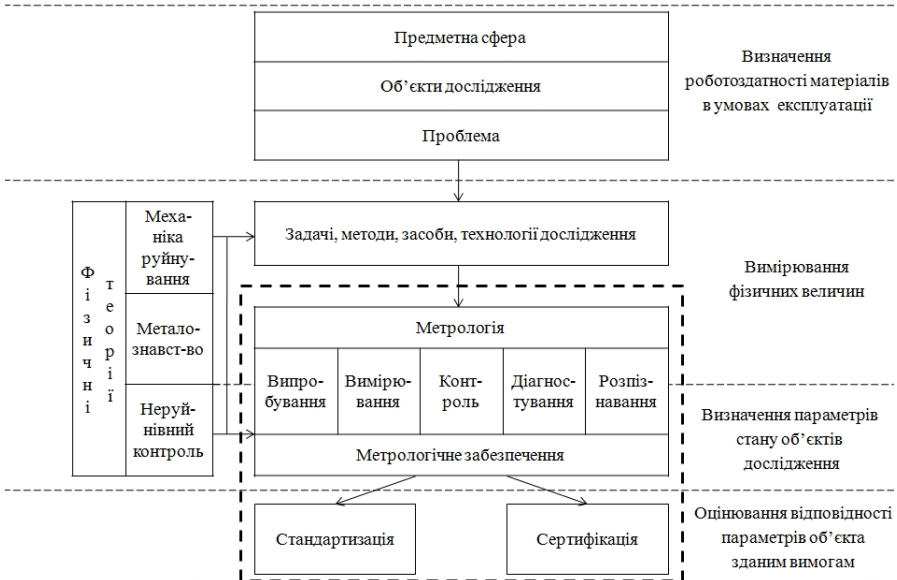 Предметна сфера
Об’єкти дослідження
Проблема
Визначення
роботоздатності матеріалів
в умовах експлуатації
Фізичні
теорії
Меха-
ніка
руйну-
вання
Метало-
знавст-во
Неруй-
нівний
контроль
Задачі, методи, засоби, технології дослідження
Вимірювання
фізичних величин
Метрологія
Випро-
бування
Вимірю-
вання
Конт-
роль
Діагнос-
тування
Розпіз-
навання
Метрологічне забезпечення
Визначення параметрів
стану об’єктів
дослідження
Стандартизація
Сертифікація
Оцінювання відповідності
параметрів об’єкта
зданим вимогам